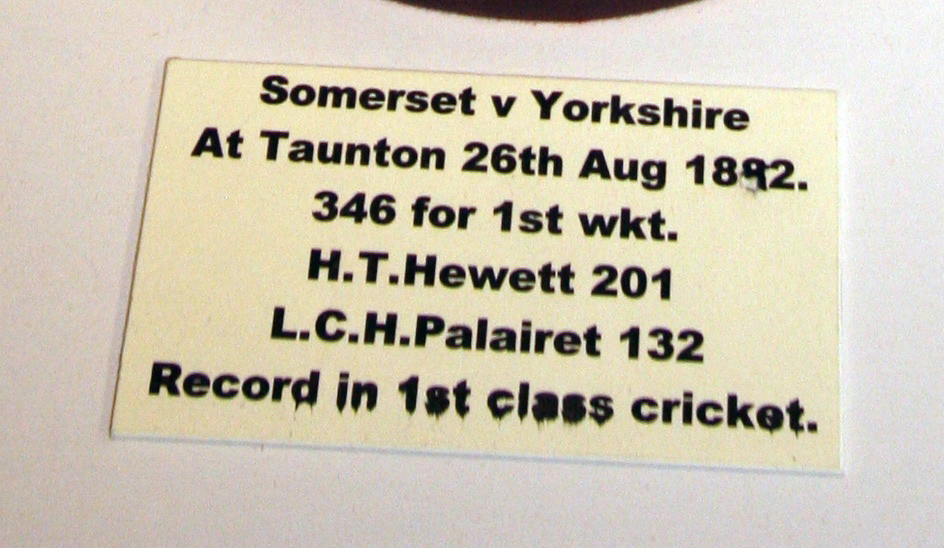 Somerset v Yorkshire
At Taunton 26th Aug 1892.
346 for 1st wkt.
H.T.Hewett 201
L.C.H.Palairet 132
Record in 1st class cricket.